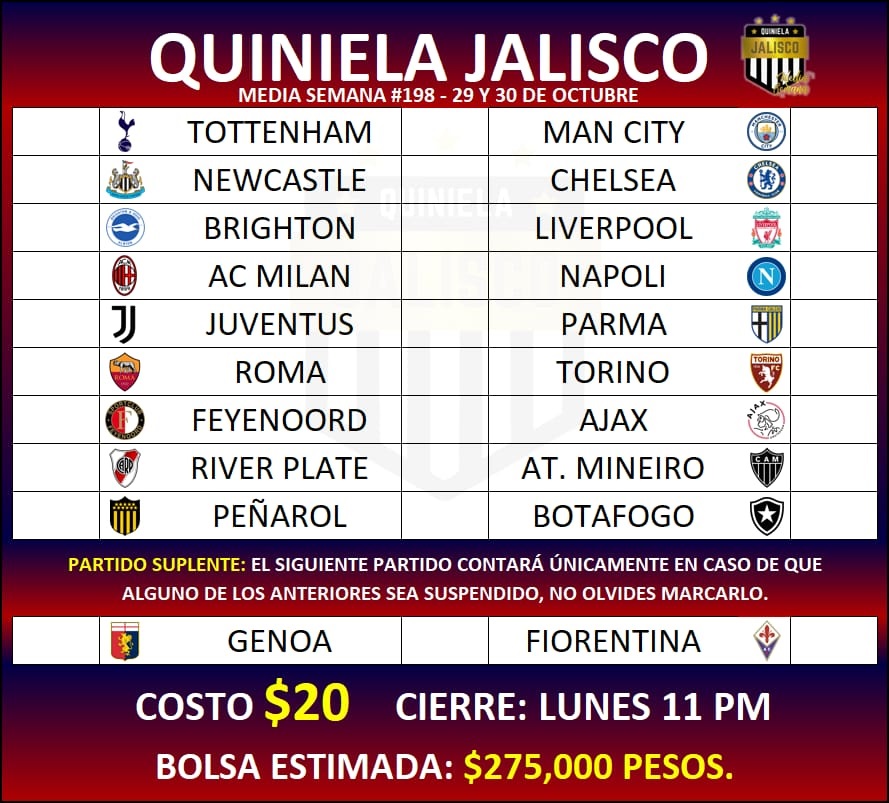 QUINIELA JALISCO
QUINIELA
JALISCO
MEDIA SEMANA #198 - 29 Y 30 DE OCTUBRE
TOTTENHAM MAN CITY
NEWCASTLE CHELSEA
QUINIELA
BRIGHTON LIVERPOOL
AC MILAN NAPOLI
JALISCO
JUVENTUS PARMA
ROMA TORINO
FEYENOORD AJAX
RIVER PLATE AT. MINEIRO
PEÑAROL BOTAFOGO
PARTIDO SUPLENTE: EL SIGUIENTE PARTIDO CONTARÁ ÚNICAMENTE EN CASO DE QUE
ALGUNO DE LOS ANTERIORES SEA SUSPENDIDO, NO OLVIDES MARCARLO.
GENOA FIORENTINA
COSTO $20 CIERRE: LUNES 11 PM
BOLSA ESTIMADA: $275,000 PESOS.